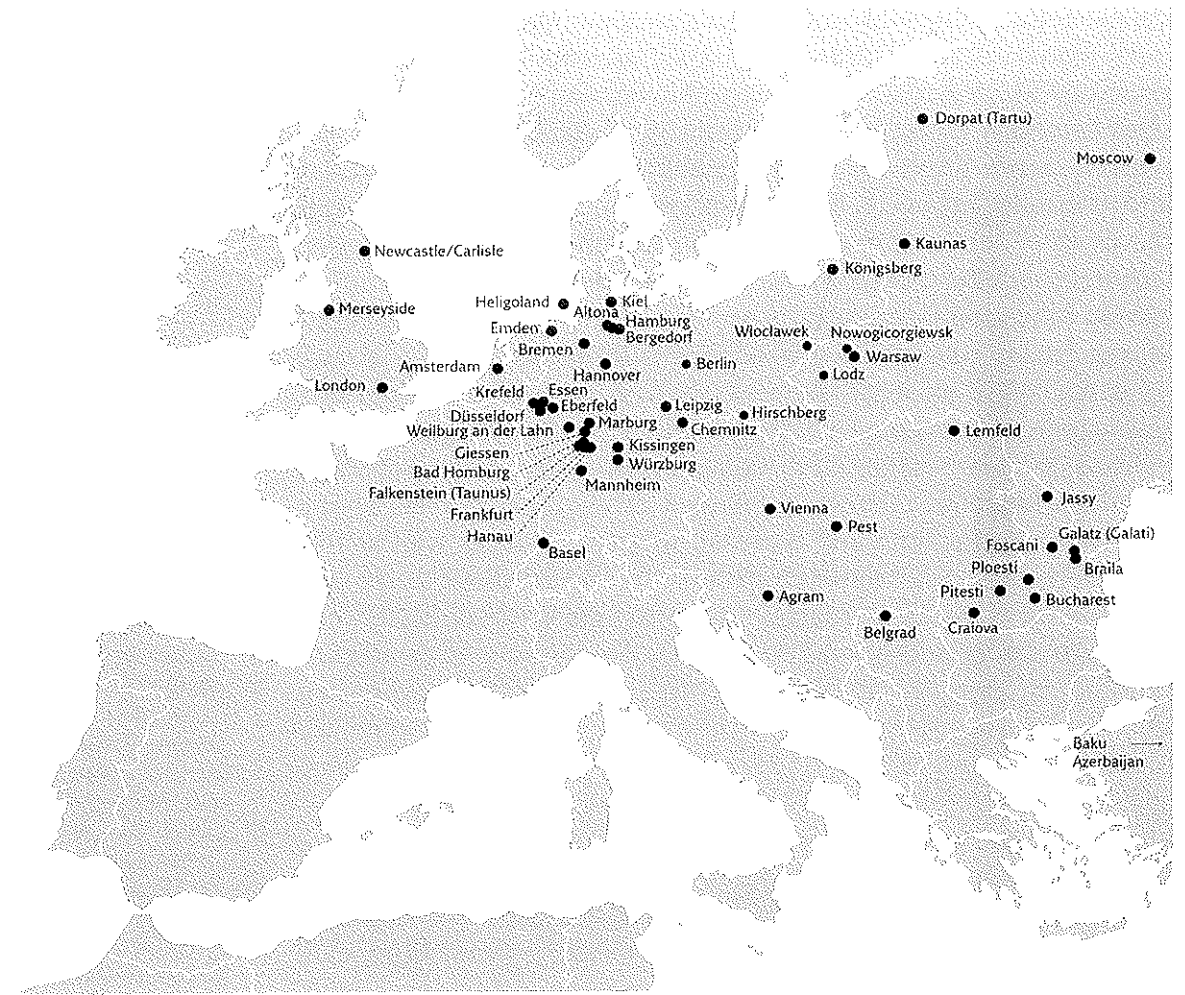 Dorpat (Tartu)
Moscow
Kaunas
Newcastle/Carlisle
Königsberg
Heligoland
Kiel
Merseyside
Altona
Hamburg
Emden
Bergedorf
Wloclawek
Nowogicorgiewsk
Bremen
Warsaw
Amsterdam
Hannover
Berlin
Lodz
London
Krefeld
Essen
Eberfeld
Leipzig
Hirschberg
Düsseldorf
Marburg
Chemnitz
Weilburg an der Lahn
Lemfeld
Giessen
Kissingen
Bad Homburg
Würzburg
Falkenstein (Taunus)
Mannheim
Jassy
Frankfurt
Vienna
Pest
Hanau
Galatz (Galati)
Basel
Foscani
Ploesti
Braila
Pitesti
Agram
Bucharest
Belgrad
Craiova
Baku
Azerbaijan